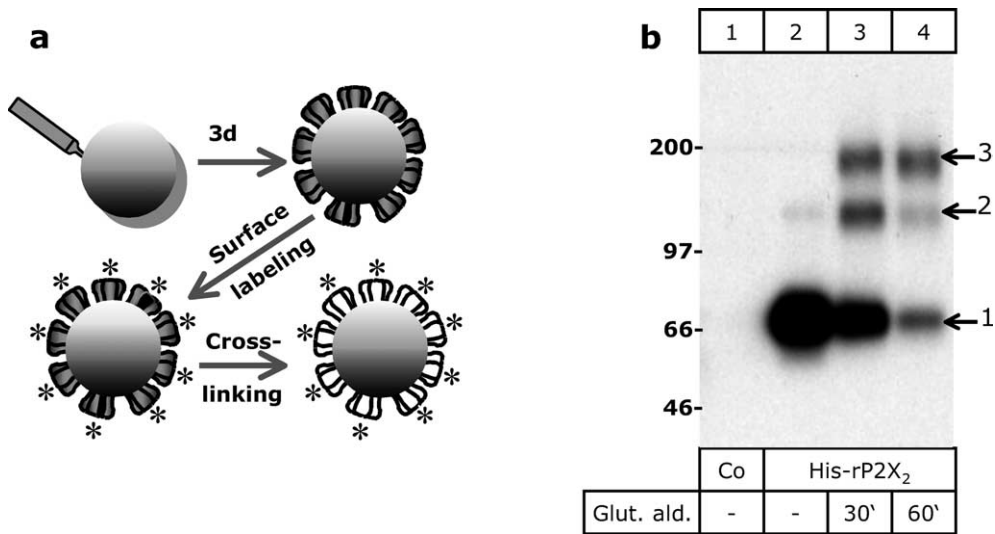 a
3d
Surface
labeling
Cross-
linking
* * * * * * * *
* * * * * * * *
b
1 2 3 4
200
97-
66-
46-
3
2
1
Co His-rP2X₂
Glut. ald. - - 30‘ 60‘